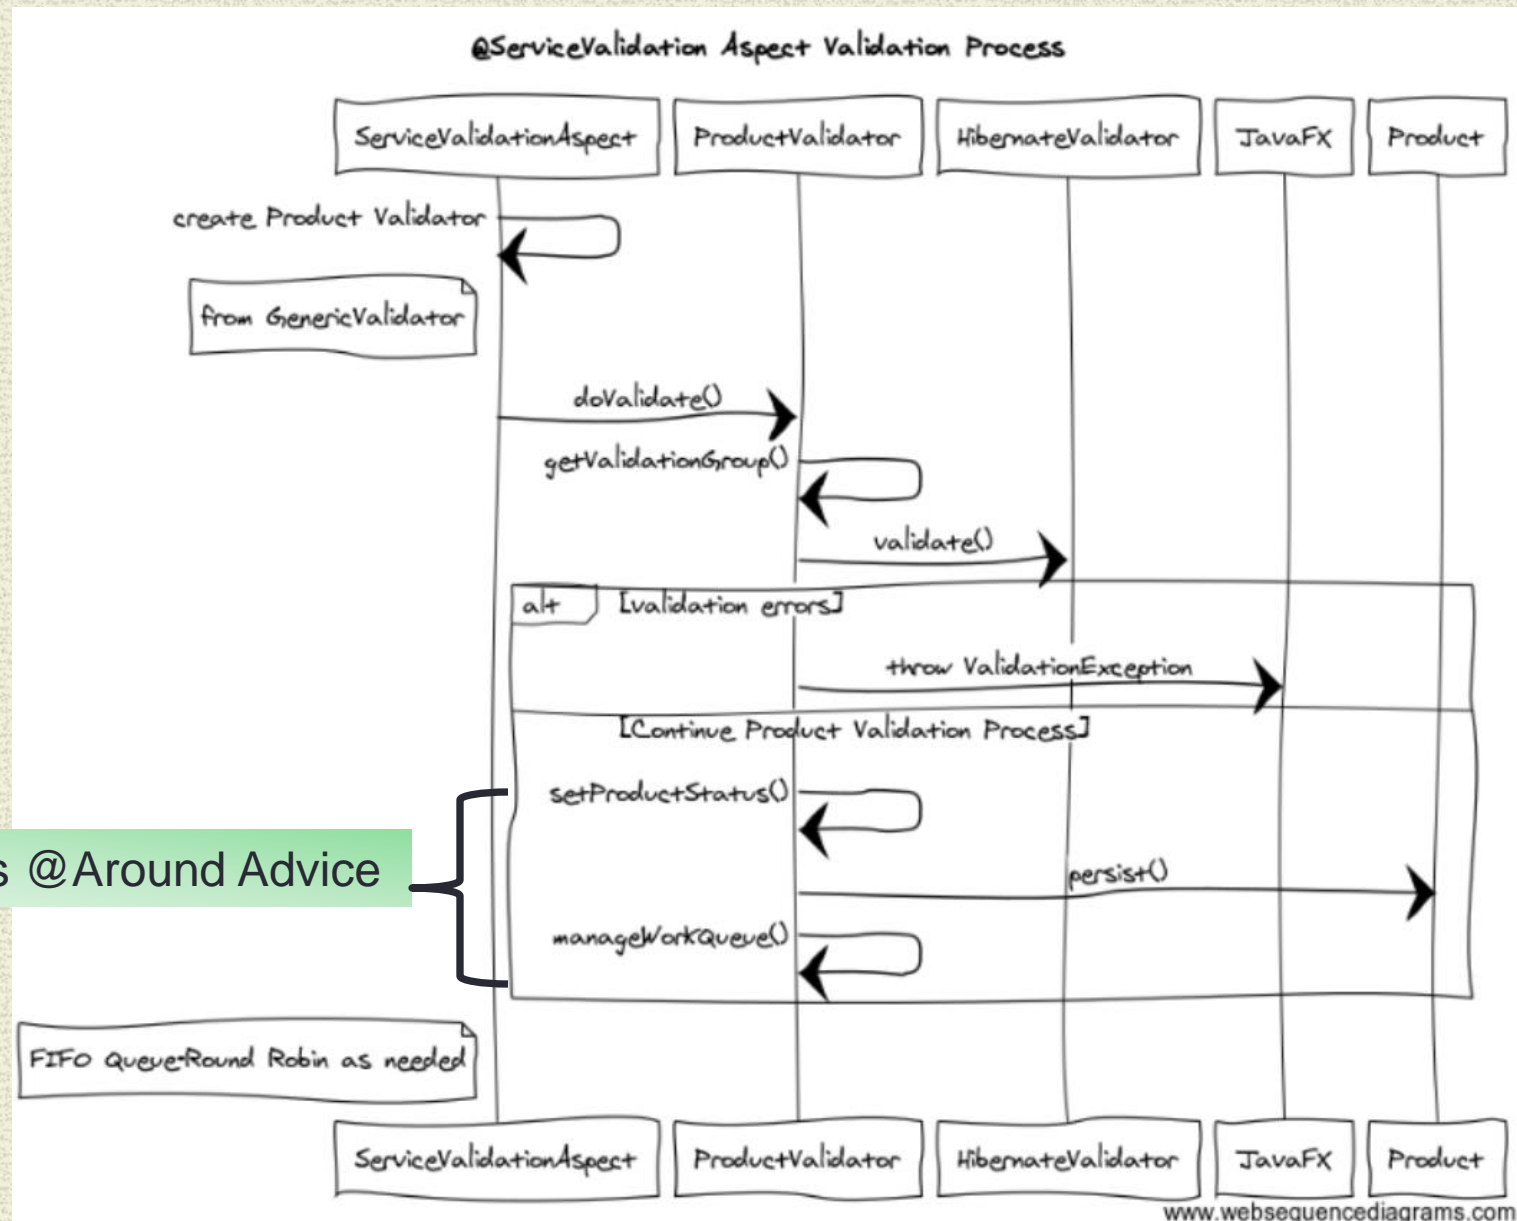 @ServiceValidation Aspect Validation Process
ServiceValidationAspect
ProductValidator
HibernateValidator
JavaFX
Product
create Product Validator
from GenericValidator
doValidate()
getValidationGroup()
validate()
alt
[validation errors]
throw ValidationException
[Continue Product Validation Process]
setProductStatus()
s @Around Advice
persist()
manageWorkQueue()
FIFO Queue-Round Robin as needed
ServiceValidationAspect
ProductValidator
HibernateValidator
JavaFX
Product
www.websequencediagrams.com